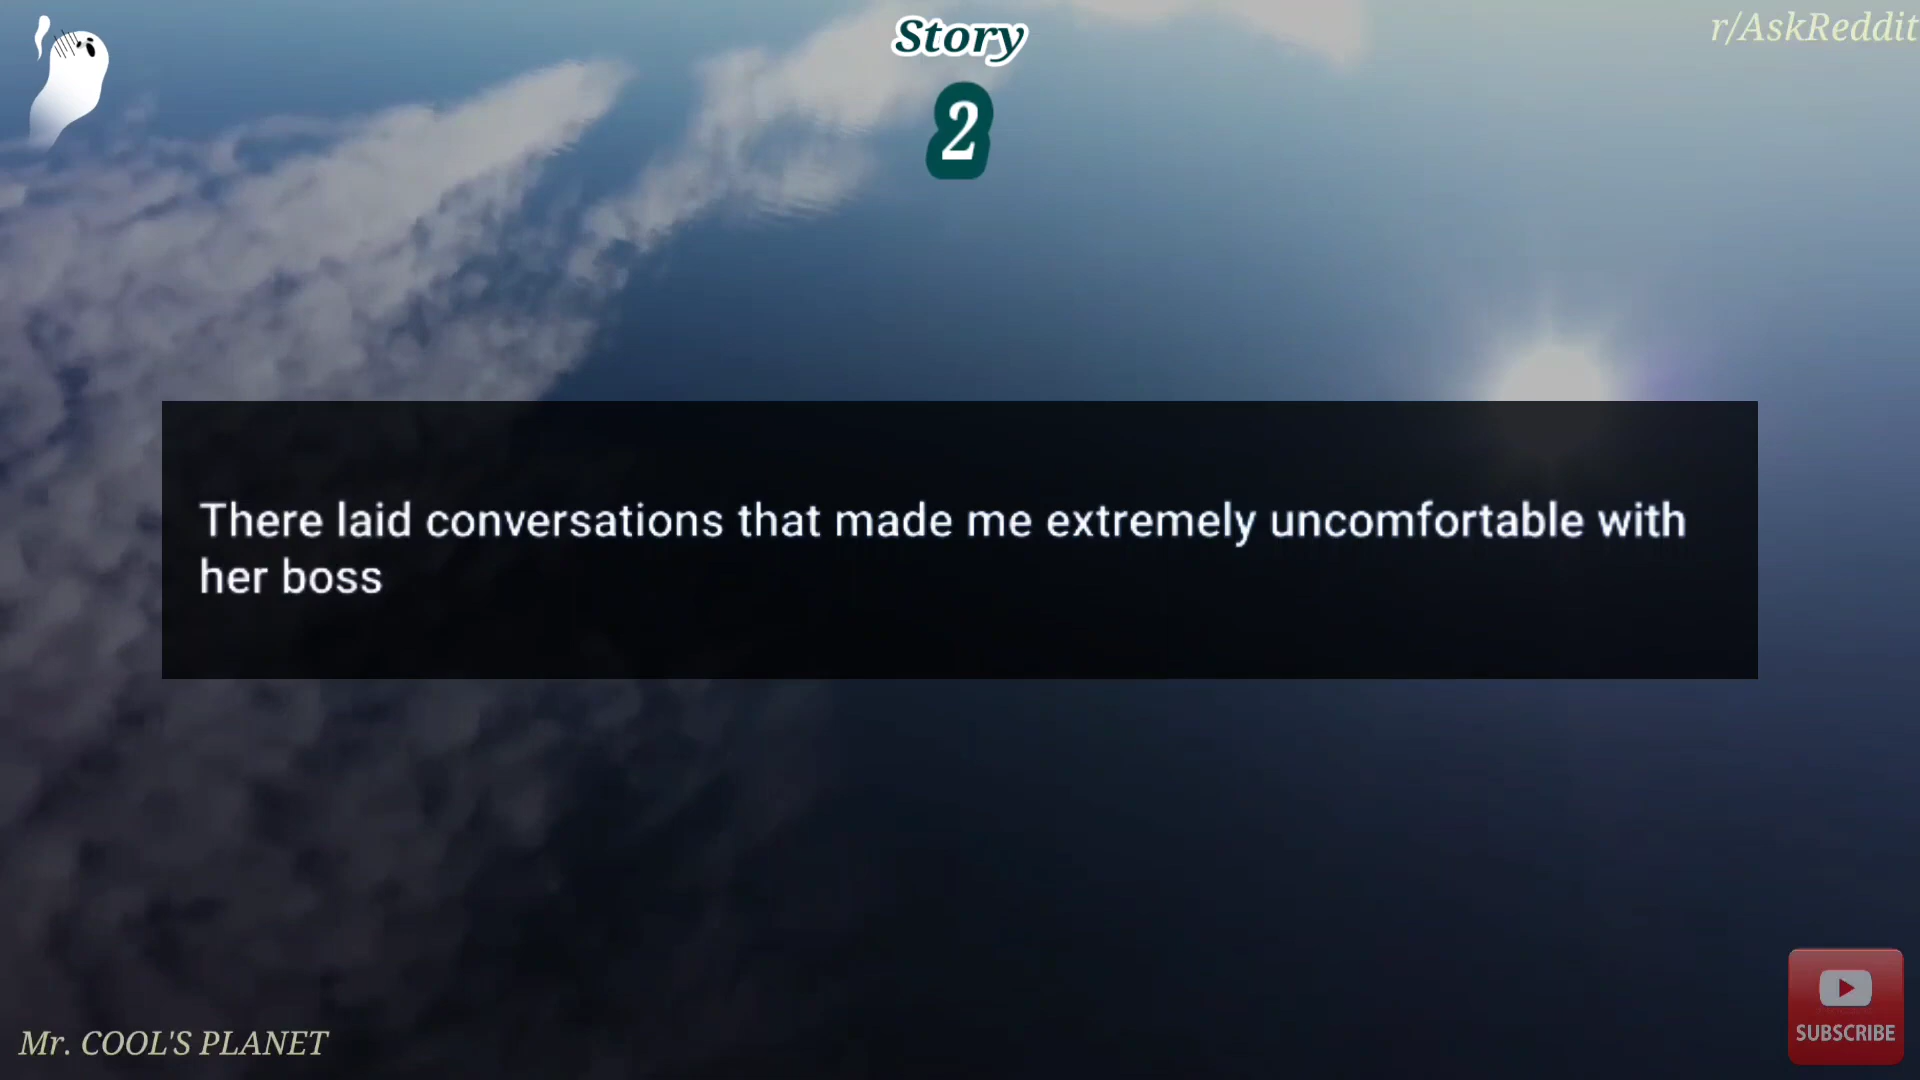 Story
r/AskReddit
2
There laid conversations that made me extremely uncomfortable with
her boss
Mr. COOL'S PLANET
SUBSCRIBE